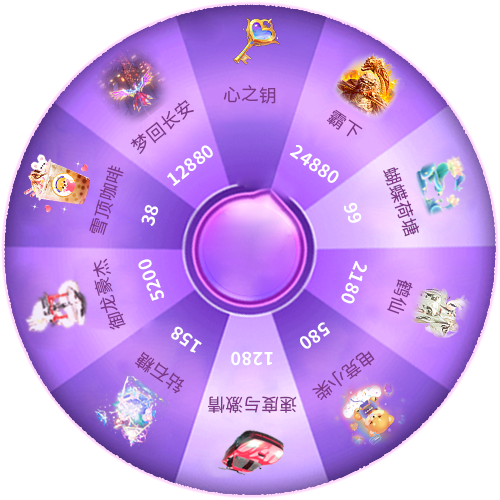 心之钥
霸下
24880
蝴蝶荷塘
99
鹤仙
2180
电竞小柴
580
速度与激情
1280
钻石糖
158
御龙豪杰
5200
雪顶咖啡
38
梦回长安
12880